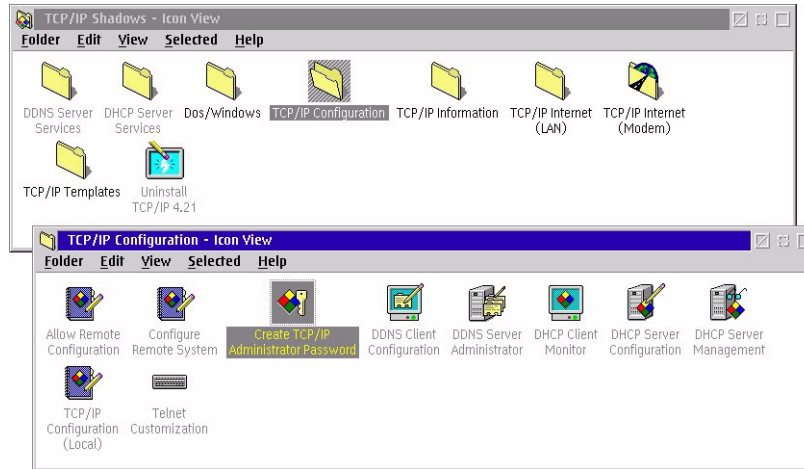 TCP/IP Shadows - Icon View
Folder Edit View Selected Help
DDNS Server
Services
DHCP Server
Services
Dos/Windows
TCP/IP Configuration
TCP/IP Information
TCP/IP Internet
(LAN)
TCP/IP Internet
(Modem)
TCP/IP Templates
Uninstall
TCP/IP 4.21
TCP/IP Configuration - Icon View
Folder Edit View Selected Help
Allow Remote
Configuration
Configure
Remote System
Create TCP/IP
Administrator Password
DDNS Client
Configuration
DDNS Server
Administrator
DHCP Client
Monitor
DHCP Server
Configuration
DHCP Server
Management
TCP/IP
Configuration
(Local)
Telnet
Customization